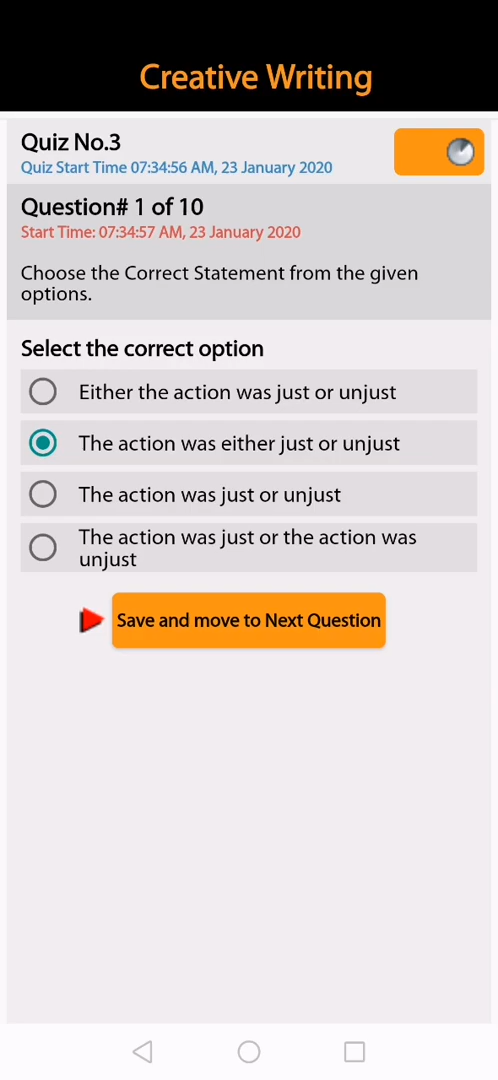 Creative Writing
Quiz No.3
Quiz Start Time 07:34:56 AM, 23 January 2020
Question# 1 of 10
Start Time: 07:34:57 AM, 23 January 2020
Choose the Correct Statement from the given
options.
Select the correct option
Either the action was just or unjust
The action was either just or unjust
The action was just or unjust
The action was just or the action was
unjust
Save and move to Next Question